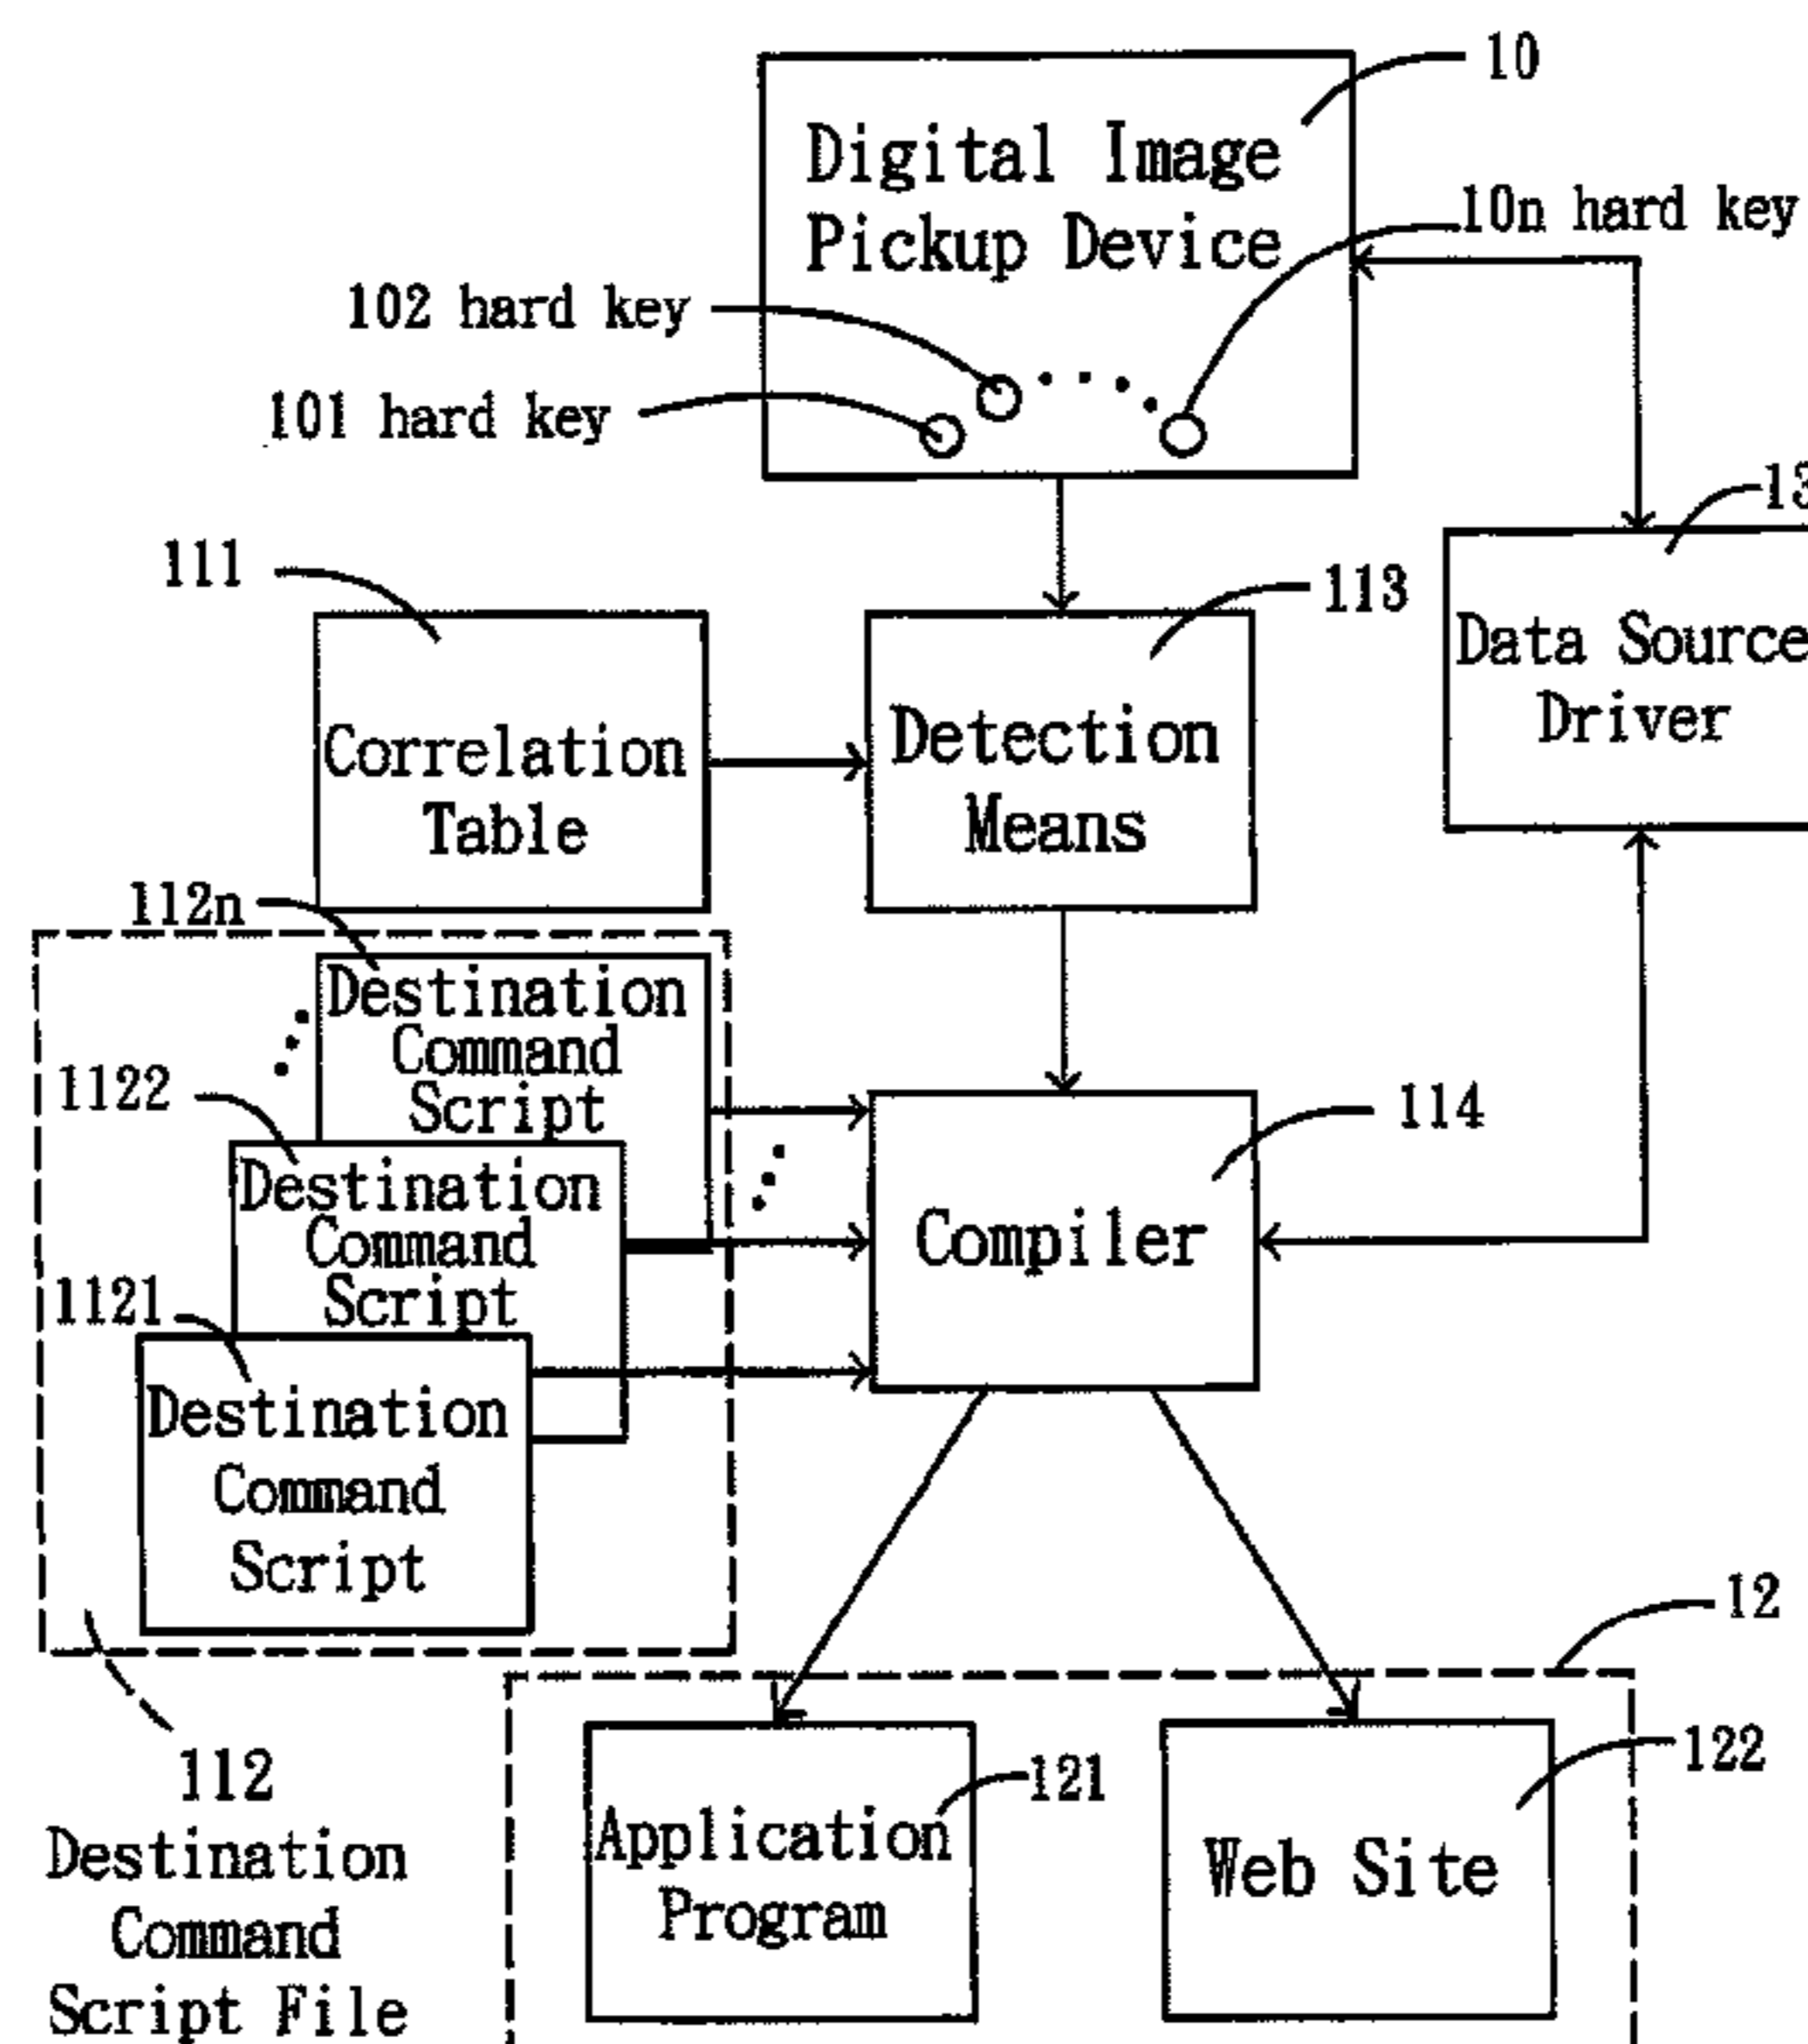 10
Digital Image
Pickup Device
10n hard key
102 hard key
101 hard key
13
111
113
Data Source
Driver
Correlation
Table
Detection
Means
112n
Destination
Command
Script
1122
114
Destination
Command
Script
Compiler
1121
Destination
Command
Script
12
112
Destination
Command
Script File
121
122
Application
Program
Web Site